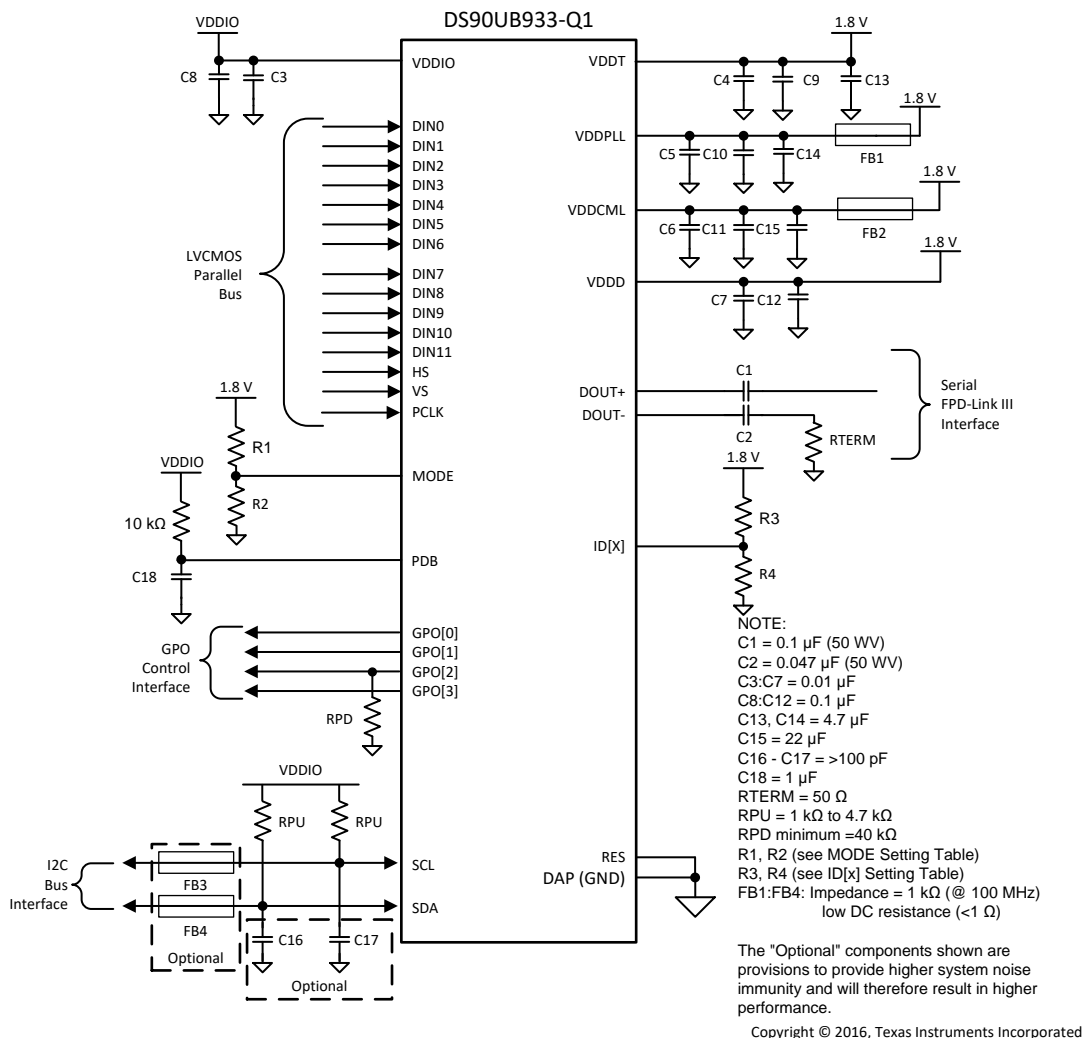 DS90UB933-Q1
VDDIO
C8
C3
VDDIO
LVCMOS
Parallel
Bus
DIN0
DIN1
DIN2
DIN3
DIN4
DIN5
DIN6
DIN7
DIN8
DIN9
DIN10
DIN11
HS
VS
PCLK
1.8 V
R1
R2
MODE
VDDIO
10 kΩ
C18
PDB
GPO
Control
Interface
GPO[0]
GPO[1]
GPO[2]
GPO[3]
RPD
VDDIO
RPU
RPU
I2C
Bus
Interface
FB3
FB4
Optional
SCL
SDA
C16
C17
Optional
1.8 V
VDDT
C4
C9
C13
1.8 V
VDDPLL
C5
C10
C14
FB1
1.8 V
VDDCML
C6
C11
C15
FB2
1.8 V
VDDD
C7
C12
DOUT+
DOUT-
C1
C2
RTERM
Serial
FPD-Link III
Interface
1.8 V
R3
ID[X]
R4
RES
DAP (GND)
NOTE:
C1 = 0.1 µF (50 WV)
C2 = 0.047 µF (50 WV)
C3:C7 = 0.01 µF
C8:C12 = 0.1 µF
C13, C14 = 4.7 µF
C15 = 22 µF
C16 - C17 = >100 pF
C18 = 1 µF
RTERM = 50 Ω
RPU = 1 kΩ to 4.7 kΩ
RPD minimum =40 kΩ
R1, R2 (see MODE Setting Table)
R3, R4 (see ID[x] Setting Table)
FB1:FB4: Impedance = 1 kΩ (@ 100 MHz)
low DC resistance (<1 Ω)
The "Optional" components shown are
provisions to provide higher system noise
immunity and will therefore result in higher
performance.
Copyright © 2016, Texas Instruments Incorporated